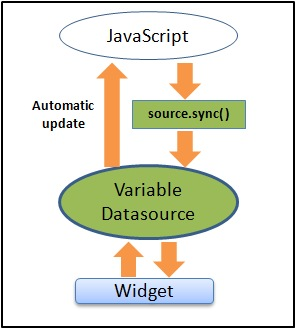 JavaScript
Automatic
update
source.sync()
Variable
Datasource
Widget